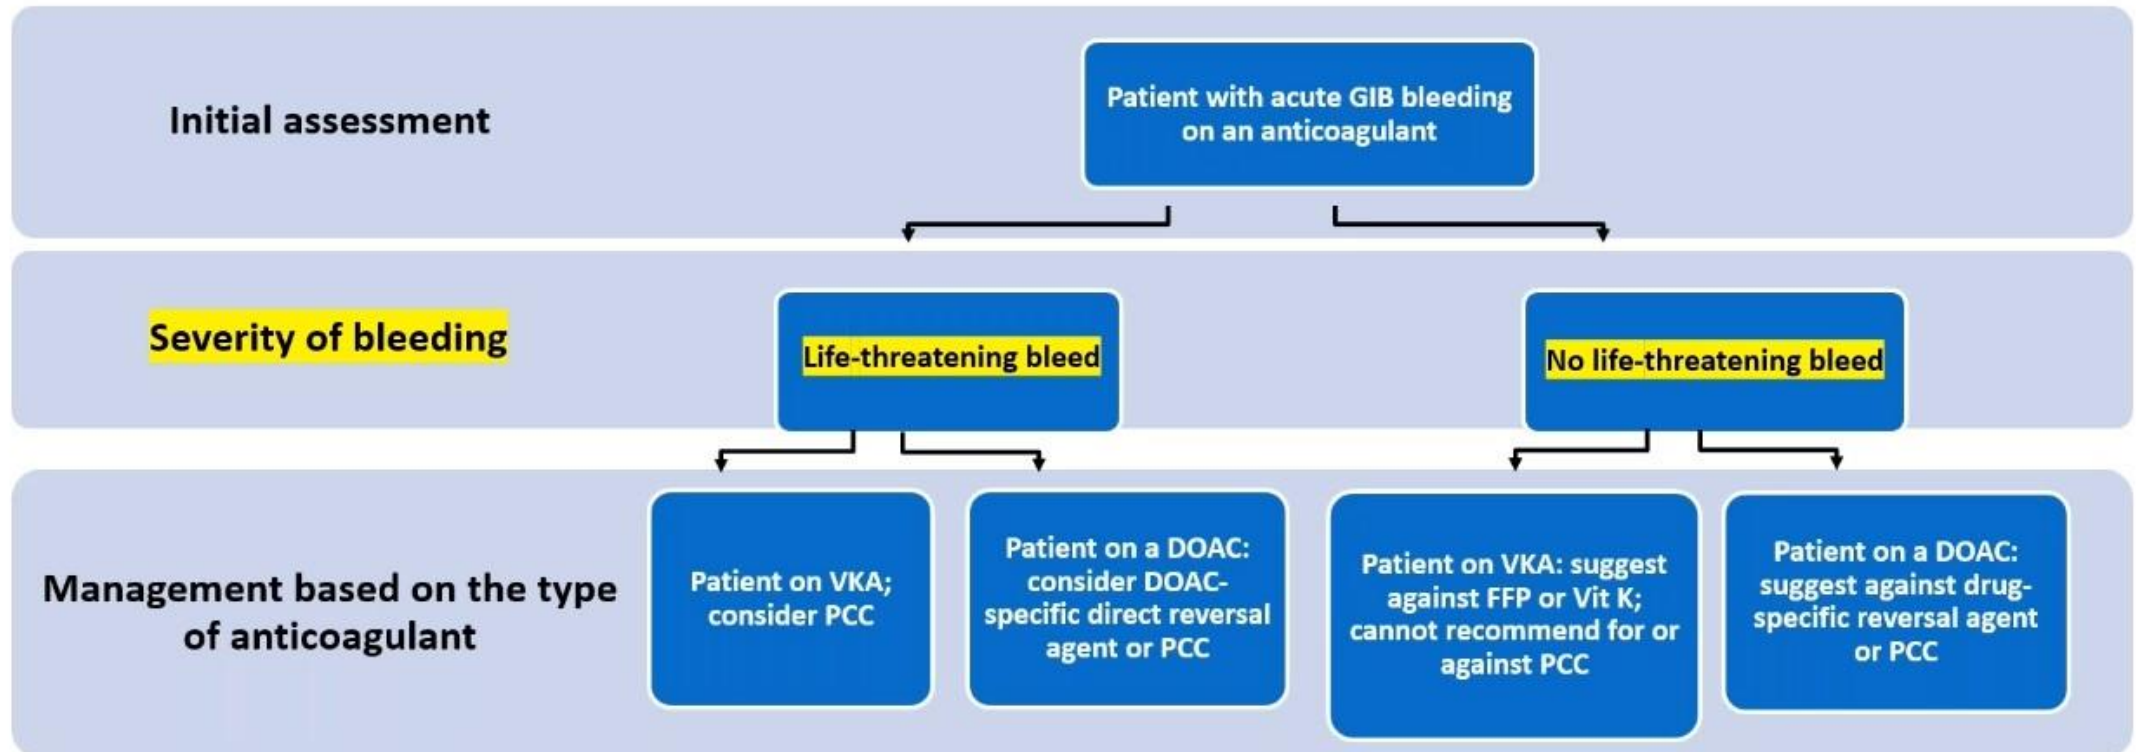 Initial assessment
Patient with acute GIB bleeding
on an anticoagulant
Severity of bleeding
Life-threatening bleed
No life-threatening bleed
Management based on the type
of anticoagulant
Patient on VKA;
consider PCC
Patient on a DOAC:
consider DOAC-
specific direct reversal
agent or PCC
Patient on VKA: suggest
against FFP or Vit K;
cannot recommend for or
against PCC
Patient on a DOAC:
suggest against drug-
specific reversal agent
or PCC